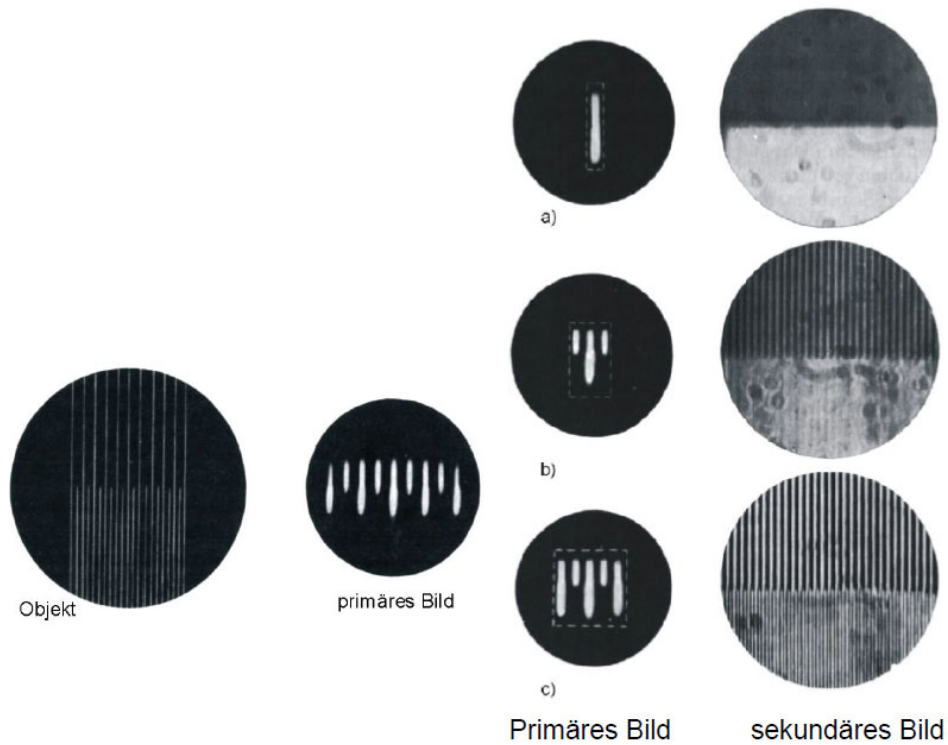 a)
b)
Objekt
primäres Bild
c)
Primäres Bild
sekundäres Bild